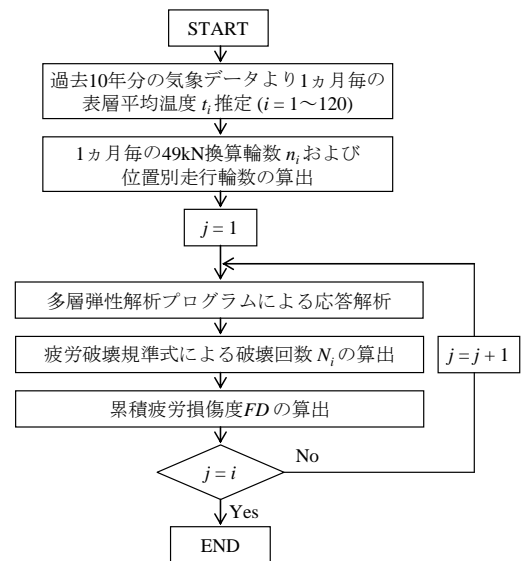 START
過去10年分の気象データより1ヵ月毎の
表層平均温度 tᵢ 推定 (i = 1～120)
1ヵ月毎の49kN換算輪数 nᵢ および
位置別走行輪数の算出
j = 1
多層弾性解析プログラムによる応答解析
疲労破壊規準式による破壊回数 Nᵢ の算出
j = j + 1
累積疲労損傷度FD の算出
j = i
No
Yes
END